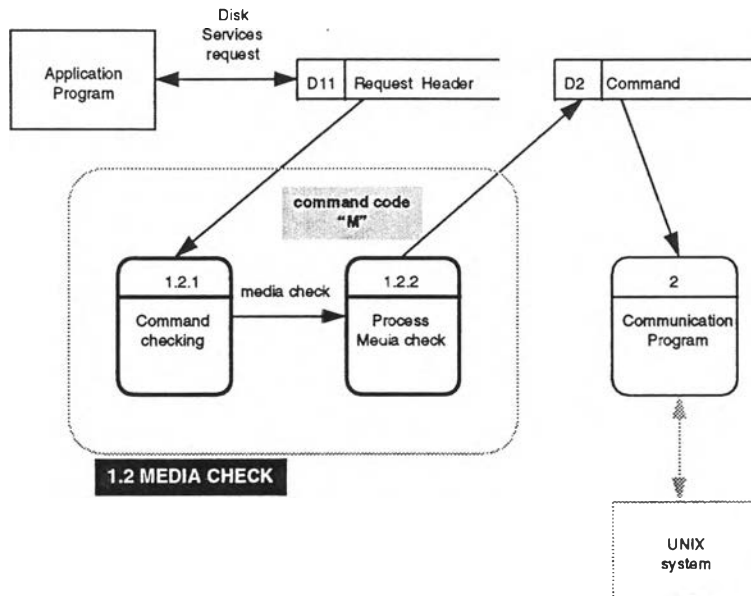 Disk
Services
request
Application
Program
D11 Request Header
D2 Command
command code
“M”
1.2.1
Command
checking
media check
1.2.2
Process
Media check
2
Communication
Program
1.2 MEDIA CHECK
UNIX
system